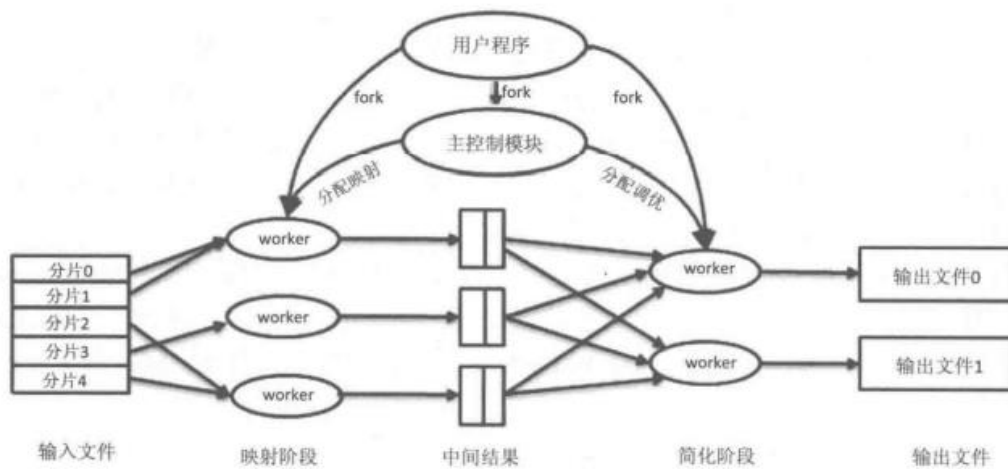 用户程序
fork
fork
fork
主控制模块
分配映射
分配调优
worker
worker
worker
worker
worker
分片0
分片1
分片2
分片3
分片4
输出文件0
输出文件1
输入文件
映射阶段
中间结果
简化阶段
输出文件